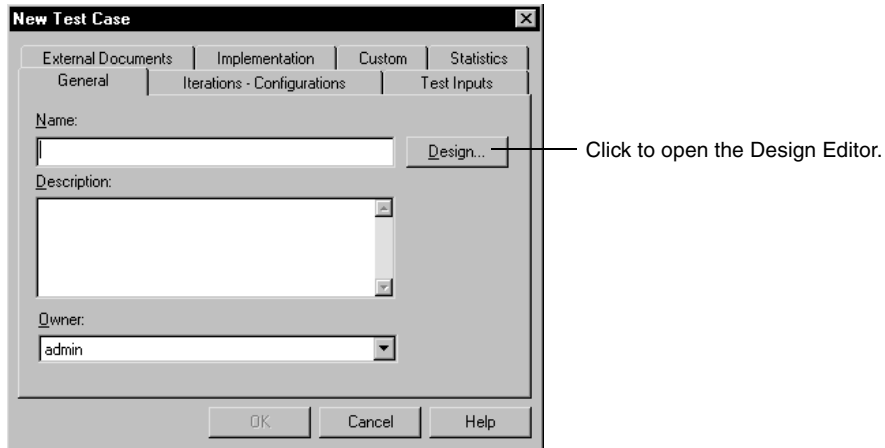 New Test Case
External Documents Implementation Custom Statistics
General Iterations - Configurations Test Inputs
Name:
Design...
Click to open the Design Editor.
Description:
Owner:
admin
OK Cancel Help